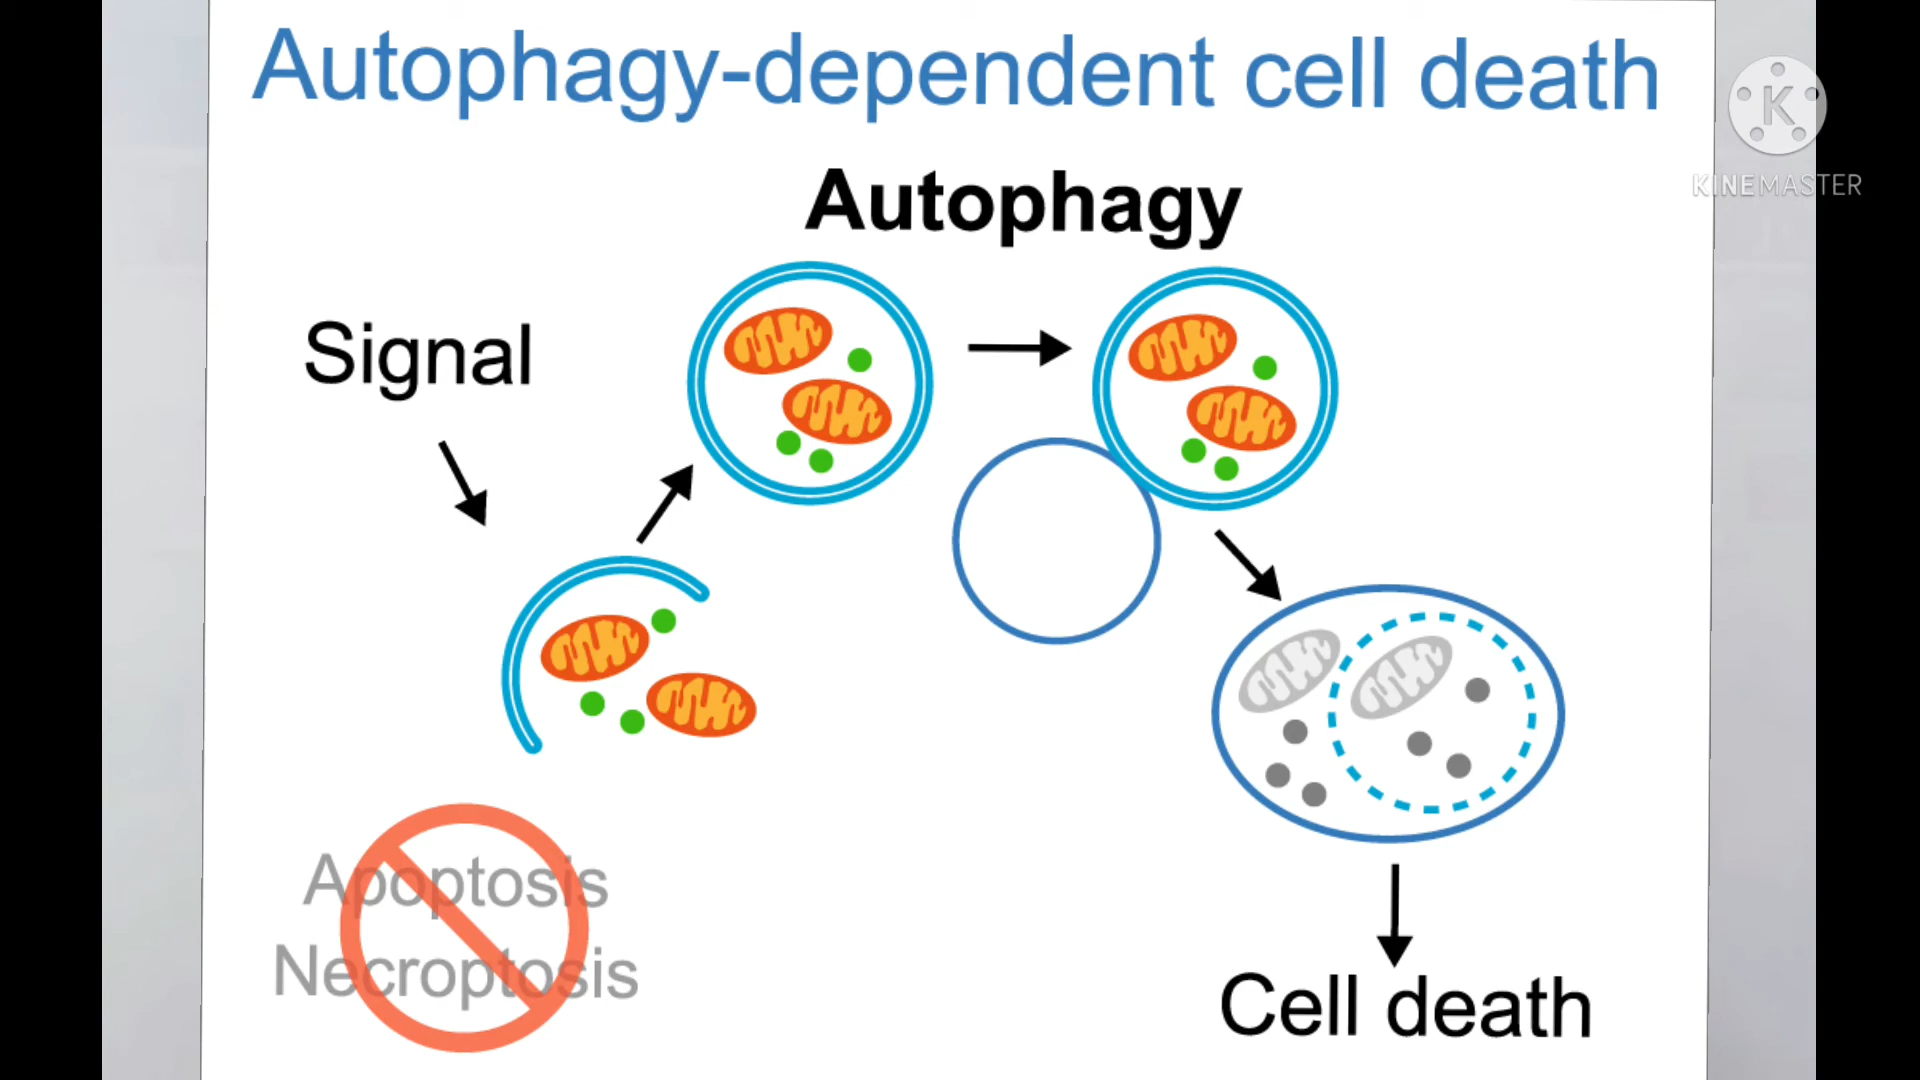 Autophagy-dependent cell death
K
KINEMASTER
Autophagy
Signal
Apoptosis
Necroptosis
Cell death